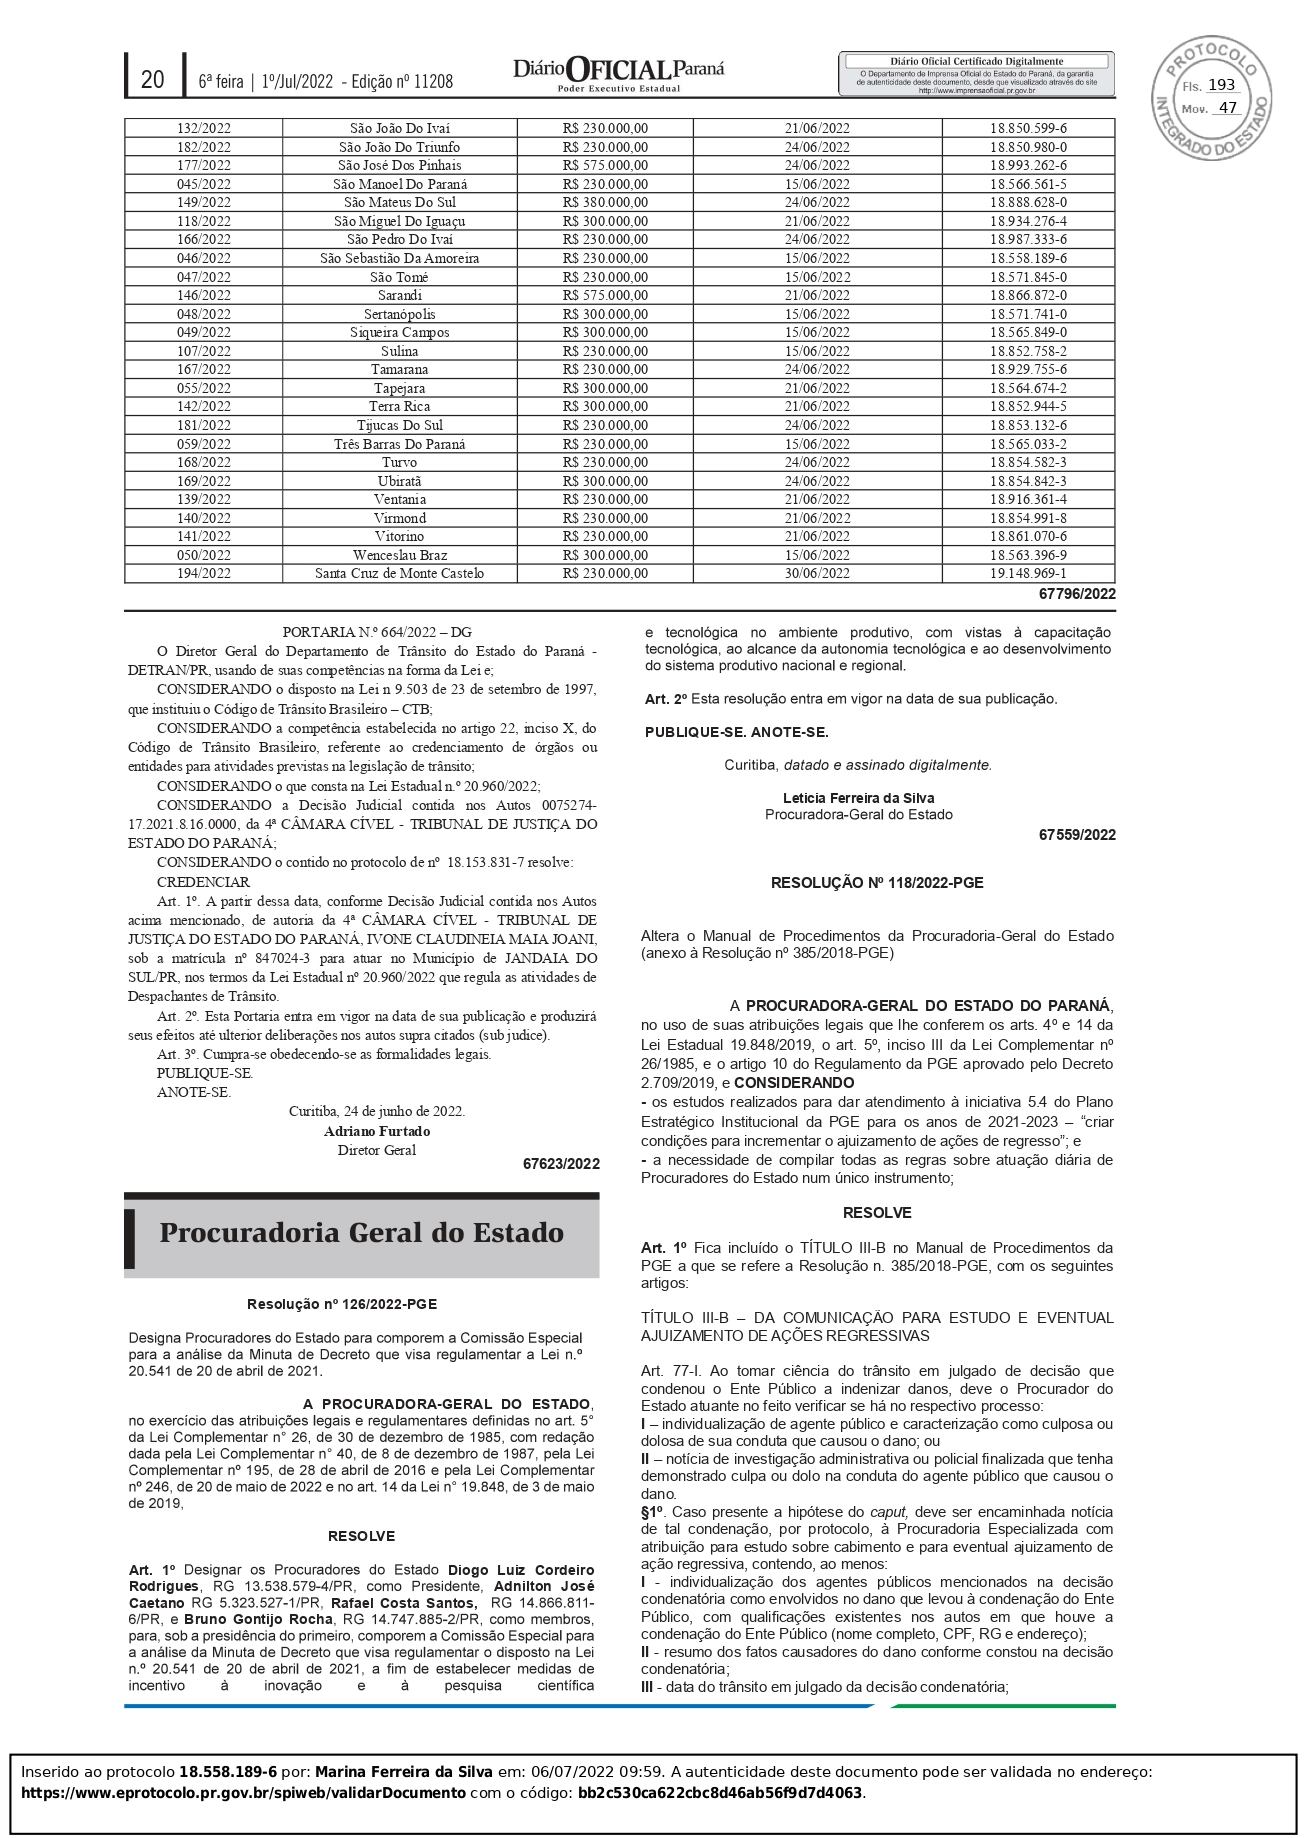 20
6ª feira | 1º/Jul/2022 - Edição nº 11208
Diário OFICIAL Paraná
Poder Executivo Estadual
Diário Oficial Certificado Digitalmente
O Departamento de Imprensa Oficial do Estado do Paraná, da garantia
de autenticidade deste documento, desde que visualizado através do site
http://www.imprensaoficial.pr.gov.br
PROTOCOLO
Fls. 193
Mov. 47
INTEGRADO DO ESTADO
132/2022 São João Do Ivaí R$ 230.000,00 21/06/2022 18.850.599-6
182/2022 São João Do Triunfo R$ 230.000,00 24/06/2022 18.850.980-0
177/2022 São José Dos Pinhais R$ 575.000,00 24/06/2022 18.993.262-6
045/2022 São Manoel Do Paraná R$ 230.000,00 15/06/2022 18.566.561-5
149/2022 São Mateus Do Sul R$ 380.000,00 24/06/2022 18.888.628-0
118/2022 São Miguel Do Iguaçu R$ 300.000,00 21/06/2022 18.934.276-4
166/2022 São Pedro Do Ivaí R$ 230.000,00 24/06/2022 18.987.333-6
046/2022 São Sebastião Da Amoreira R$ 230.000,00 15/06/2022 18.558.189-6
047/2022 São Tomé R$ 230.000,00 15/06/2022 18.571.845-0
146/2022 Sarandi R$ 575.000,00 21/06/2022 18.866.872-0
048/2022 Sertanópolis R$ 300.000,00 15/06/2022 18.571.741-0
049/2022 Siqueira Campos R$ 300.000,00 15/06/2022 18.565.849-0
107/2022 Sulina R$ 230.000,00 15/06/2022 18.852.758-2
167/2022 Tamarana R$ 230.000,00 24/06/2022 18.929.755-6
055/2022 Tapejara R$ 300.000,00 21/06/2022 18.564.674-2
142/2022 Terra Rica R$ 300.000,00 21/06/2022 18.852.944-5
181/2022 Tijucas Do Sul R$ 230.000,00 24/06/2022 18.853.132-6
059/2022 Três Barras Do Paraná R$ 230.000,00 15/06/2022 18.565.033-2
168/2022 Turvo R$ 230.000,00 24/06/2022 18.854.582-3
169/2022 Ubiratã R$ 300.000,00 24/06/2022 18.854.842-3
139/2022 Ventania R$ 230.000,00 21/06/2022 18.916.361-4
140/2022 Virmond R$ 230.000,00 21/06/2022 18.854.991-8
141/2022 Vitorino R$ 230.000,00 21/06/2022 18.861.070-6
050/2022 Wenceslau Braz R$ 300.000,00 15/06/2022 18.563.396-9
194/2022 Santa Cruz de Monte Castelo R$ 230.000,00 30/06/2022 19.148.969-1
67796/2022
PORTARIA N.º 664/2022 – DG
O Diretor Geral do Departamento de Trânsito do Estado do Paraná -
DETRAN/PR, usando de suas competências na forma da Lei e;
CONSIDERANDO o disposto na Lei n 9.503 de 23 de setembro de 1997,
que instituiu o Código de Trânsito Brasileiro – CTB;
CONSIDERANDO a competência estabelecida no artigo 22, inciso X, do
Código de Trânsito Brasileiro, referente ao credenciamento de órgãos ou
entidades para atividades previstas na legislação de trânsito;
CONSIDERANDO o que consta na Lei Estadual n.º 20.960/2022;
CONSIDERANDO a Decisão Judicial contida nos Autos 0075274-
17.2021.8.16.0000, da 4ª CÂMARA CÍVEL - TRIBUNAL DE JUSTIÇA DO
ESTADO DO PARANÁ;
CONSIDERANDO o contido no protocolo de nº 18.153.831-7 resolve:
CREDENCIAR
Art. 1º. A partir dessa data, conforme Decisão Judicial contida nos Autos
acima mencionado, de autoria da 4ª CÂMARA CÍVEL - TRIBUNAL DE
JUSTIÇA DO ESTADO DO PARANÁ, IVONE CLAUDINEIA MAIA JOANI,
sob a matrícula nº 847024-3 para atuar no Município de JANDAIA DO
SUL/PR, nos termos da Lei Estadual nº 20.960/2022 que regula as atividades de
Despachantes de Trânsito.
Art. 2º. Esta Portaria entra em vigor na data de sua publicação e produzirá
seus efeitos até ulterior deliberações nos autos supra citados (sub judice).
Art. 3º. Cumpra-se obedecendo-se as formalidades legais.
PUBLIQUE-SE.
ANOTE-SE.
Curitiba, 24 de junho de 2022.
Adriano Furtado
Diretor Geral
67623/2022
Procuradoria Geral do Estado
Resolução nº 126/2022-PGE
Designa Procuradores do Estado para comporem a Comissão Especial
para a análise da Minuta de Decreto que visa regulamentar a Lei n.º
20.541 de 20 de abril de 2021.
A PROCURADORA-GERAL DO ESTADO,
no exercício das atribuições legais e regulamentares definidas no art. 5°
da Lei Complementar n° 26, de 30 de dezembro de 1985, com redação
dada pela Lei Complementar n° 40, de 8 de dezembro de 1987, pela Lei
Complementar nº 195, de 28 de abril de 2016 e pela Lei Complementar
nº 246, de 20 de maio de 2022 e no art. 14 da Lei n° 19.848, de 3 de maio
de 2019,
RESOLVE
Art. 1º Designar os Procuradores do Estado Diogo Luiz Cordeiro
Rodrigues, RG 13.538.579-4/PR, como Presidente, Adnilton José
Caetano RG 5.323.527-1/PR, Rafael Costa Santos, RG 14.866.811-
6/PR, e Bruno Gontijo Rocha, RG 14.747.885-2/PR, como membros,
para, sob a presidência do primeiro, comporem a Comissão Especial para
a análise da Minuta de Decreto que visa regulamentar o disposto na Lei
n.º 20.541 de 20 de abril de 2021, a fim de estabelecer medidas de
incentivo à inovação e à pesquisa científica
e tecnológica no ambiente produtivo, com vistas à capacitação
tecnológica, ao alcance da autonomia tecnológica e ao desenvolvimento
do sistema produtivo nacional e regional.
Art. 2º Esta resolução entra em vigor na data de sua publicação.
PUBLIQUE-SE. ANOTE-SE.
Curitiba, datado e assinado digitalmente.
Leticia Ferreira da Silva
Procuradora-Geral do Estado
67559/2022
RESOLUÇÃO Nº 118/2022-PGE
Altera o Manual de Procedimentos da Procuradoria-Geral do Estado
(anexo à Resolução nº 385/2018-PGE)
A PROCURADORA-GERAL DO ESTADO DO PARANÁ,
no uso de suas atribuições legais que lhe conferem os arts. 4º e 14 da
Lei Estadual 19.848/2019, o art. 5º, inciso III da Lei Complementar nº
26/1985, e o artigo 10 do Regulamento da PGE aprovado pelo Decreto
2.709/2019, e CONSIDERANDO
- os estudos realizados para dar atendimento à iniciativa 5.4 do Plano
Estratégico Institucional da PGE para os anos de 2021-2023 – “criar
condições para incrementar o ajuizamento de ações de regresso”; e
- a necessidade de compilar todas as regras sobre atuação diária de
Procuradores do Estado num único instrumento;
RESOLVE
Art. 1º Fica incluído o TÍTULO III-B no Manual de Procedimentos da
PGE a que se refere a Resolução n. 385/2018-PGE, com os seguintes
artigos:
TÍTULO III-B – DA COMUNICAÇÃO PARA ESTUDO E EVENTUAL
AJUIZAMENTO DE AÇÕES REGRESSIVAS
Art. 77-I. Ao tomar ciência do trânsito em julgado de decisão que
condenou o Ente Público a indenizar danos, deve o Procurador do
Estado atuante no feito verificar se há no respectivo processo:
I – individualização de agente público e caracterização como culposa ou
dolosa de sua conduta que causou o dano; ou
II – notícia de investigação administrativa ou policial finalizada que tenha
demonstrado culpa ou dolo na conduta do agente público que causou o
dano.
§1º. Caso presente a hipótese do caput, deve ser encaminhada notícia
de tal condenação, por protocolo, à Procuradoria Especializada com
atribuição para estudo sobre cabimento e para eventual ajuizamento de
ação regressiva, contendo, ao menos:
I - individualização dos agentes públicos mencionados na decisão
condenatória como envolvidos no dano que levou à condenação do Ente
Público, com qualificações existentes nos autos em que houve a
condenação do Ente Público (nome completo, CPF, RG e endereço);
II - resumo dos fatos causadores do dano conforme constou na decisão
condenatória;
III - data do trânsito em julgado da decisão condenatória;
Inserido ao protocolo 18.558.189-6 por: Marina Ferreira da Silva em: 06/07/2022 09:59. A autenticidade deste documento pode ser validada no endereço:
https://www.eprotocolo.pr.gov.br/spiweb/validarDocumento com o código: bb2c530ca622cbc8d46ab56f9d7d4063.